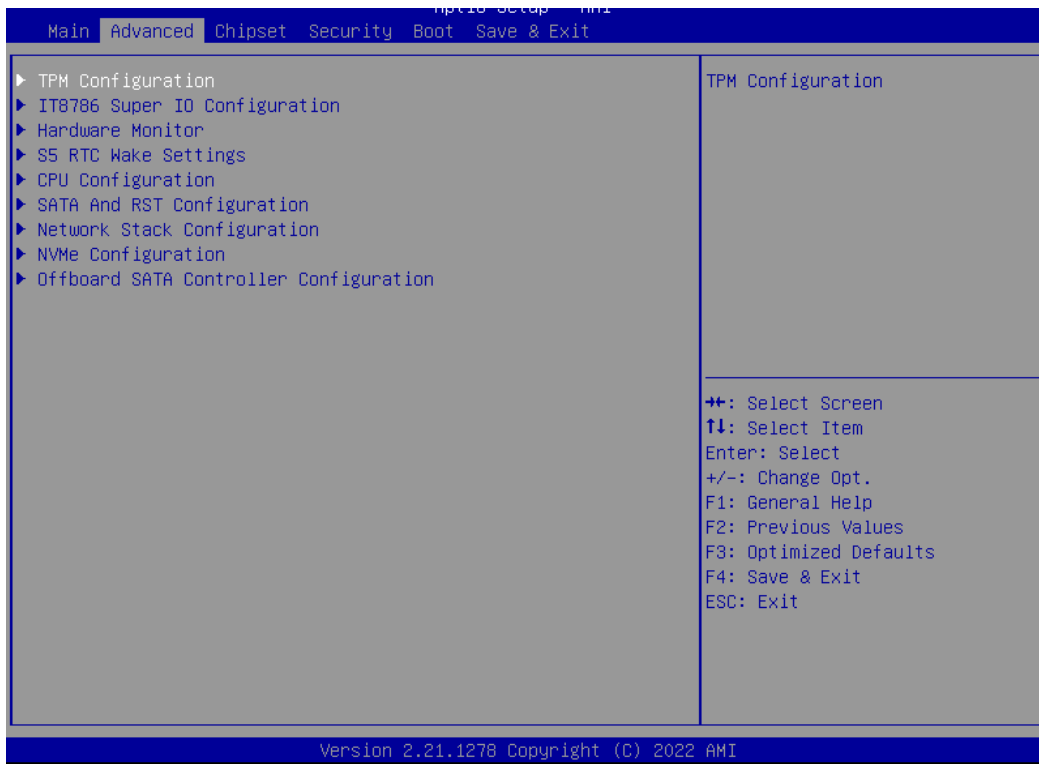 Aptio Setup - AMI
Main Advanced Chipset Security Boot Save & Exit
▶ TPM Configuration
▶ IT8786 Super IO Configuration
▶ Hardware Monitor
▶ S5 RTC Wake Settings
▶ CPU Configuration
▶ SATA And RST Configuration
▶ Network Stack Configuration
▶ NVMe Configuration
▶ Offboard SATA Controller Configuration
TPM Configuration
→←: Select Screen
↑↓: Select Item
Enter: Select
+/-: Change Opt.
F1: General Help
F2: Previous Values
F3: Optimized Defaults
F4: Save & Exit
ESC: Exit
Version 2.21.1278 Copyright (C) 2022 AMI